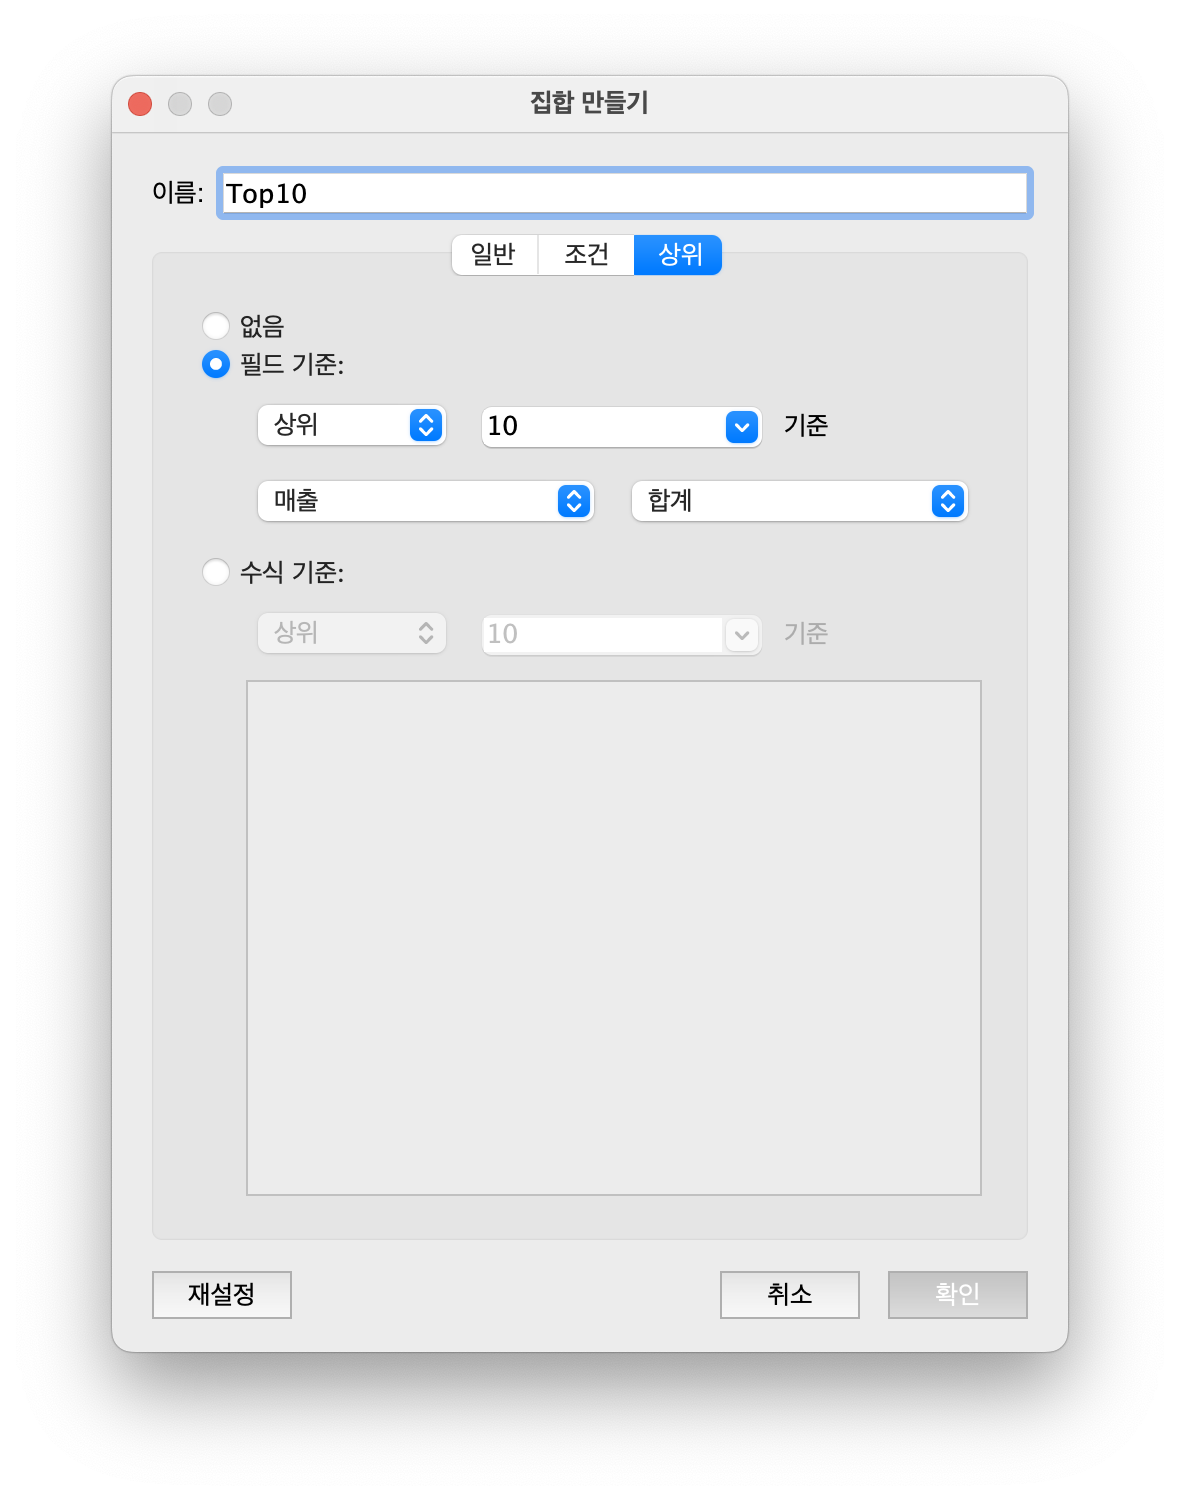 집합 만들기
이름: Top10
일반 조건 상위
없음
필드 기준:
상위 10 기준
매출 합계
수식 기준:
상위 10 기준
재설정 취소 확인